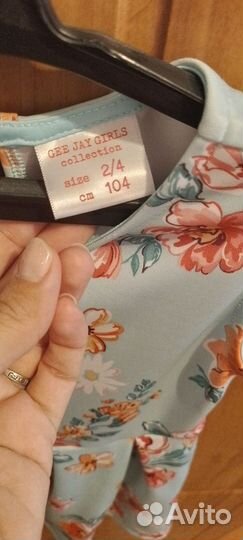 GEE JAY GIRLS
collection
size 2/4
cm 104
Avito